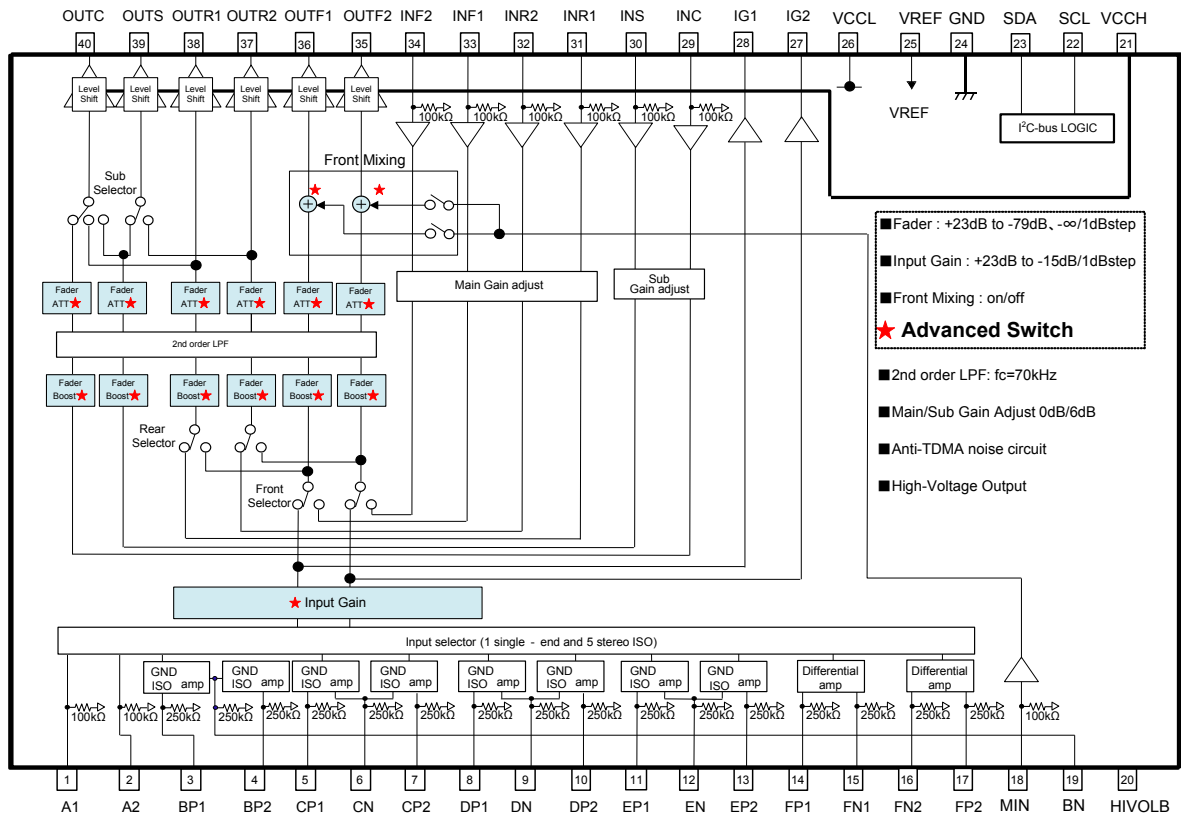 OUTC OUTS OUTR1 OUTR2 OUTF1 OUTF2 INF2 INF1 INR2 INR1 INS INC IG1 IG2 VCCL VREF GND SDA SCL VCCH
40 39 38 37 36 35 34 33 32 31 30 29 28 27 26 25 24 23 22 21
Level Shift
Level Shift
Level Shift
Level Shift
Level Shift
Level Shift
100kΩ 100kΩ 100kΩ 100kΩ 100kΩ 100kΩ
VREF
I²C-bus LOGIC
Front Mixing
Sub
Selector
+ +
■Fader : +23dB to -79dB、-∞/1dBstep
■Input Gain : +23dB to -15dB/1dBstep
■Front Mixing : on/off
★ Advanced Switch
■2nd order LPF: fc=70kHz
■Main/Sub Gain Adjust 0dB/6dB
■Anti-TDMA noise circuit
■High-Voltage Output
Main Gain adjust
Sub
Gain adjust
Fader ATT★
Fader ATT★
Fader ATT★
Fader ATT★
Fader ATT★
Fader ATT★
2nd order LPF
Fader Boost★
Fader Boost★
Fader Boost★
Fader Boost★
Fader Boost★
Fader Boost★
Rear
Selector
Front
Selector
★ Input Gain
Input selector (1 single - end and 5 stereo ISO)
GND ISO amp
GND ISO amp
GND ISO amp
GND ISO amp
GND ISO amp
GND ISO amp
GND ISO amp
GND ISO amp
Differential amp
Differential amp
100kΩ 100kΩ 250kΩ 250kΩ 250kΩ 250kΩ 250kΩ 250kΩ 250kΩ 250kΩ 250kΩ 250kΩ 250kΩ 250kΩ 250kΩ 250kΩ 250kΩ 250kΩ 100kΩ
1 2 3 4 5 6 7 8 9 10 11 12 13 14 15 16 17 18 19 20
A1 A2 BP1 BP2 CP1 CN CP2 DP1 DN DP2 EP1 EN EP2 FP1 FN1 FN2 FP2 MIN BN HIVOLB